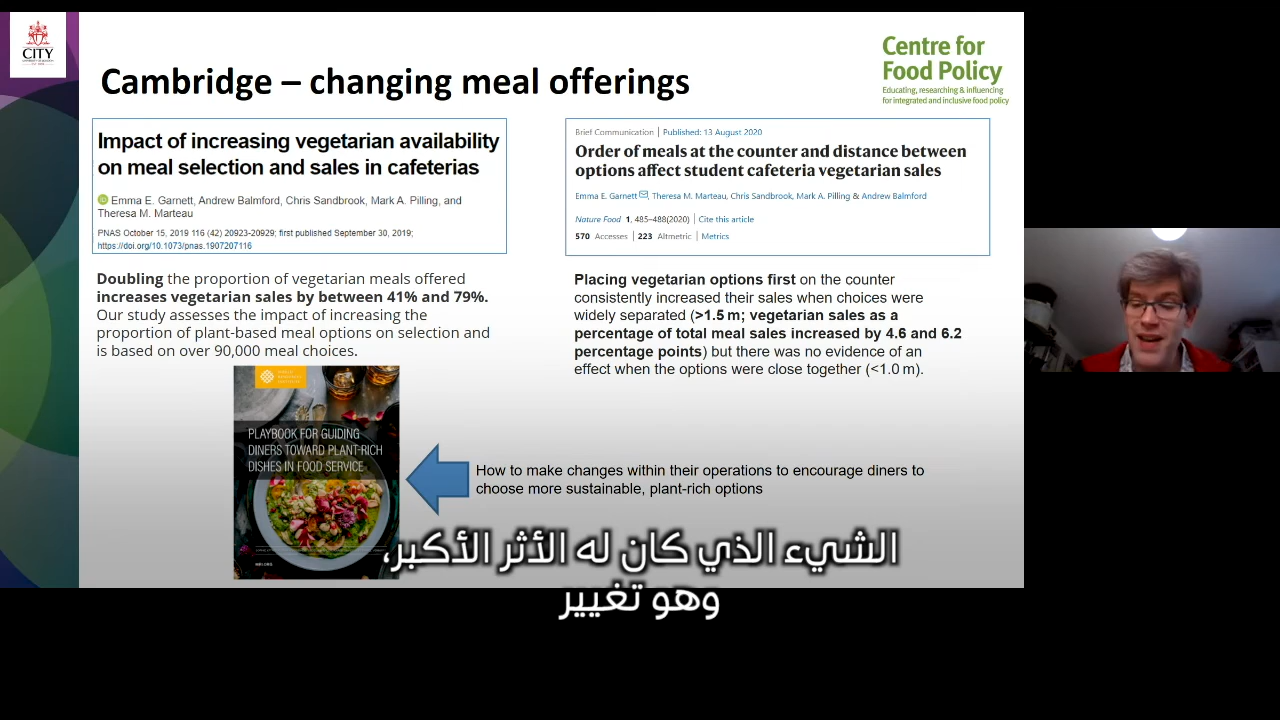 CITY
Centre for
Food Policy
Educating, researching & influencing
for integrated and inclusive food policy
Cambridge – changing meal offerings
Impact of increasing vegetarian availability
on meal selection and sales in cafeterias
iD Emma E. Garnett, Andrew Balmford, Chris Sandbrook, Mark A. Pilling, and
Theresa M. Marteau
PNAS October 15, 2019 116 (42) 20923-20929; first published September 30, 2019;
https://doi.org/10.1073/pnas.1907207116
Doubling the proportion of vegetarian meals offered
increases vegetarian sales by between 41% and 79%.
Our study assesses the impact of increasing the
proportion of plant-based meal options on selection and
is based on over 90,000 meal choices.
Brief Communication | Published: 13 August 2020
Order of meals at the counter and distance between
options affect student cafeteria vegetarian sales
Emma E. Garnett, Theresa M. Marteau, Chris Sandbrook, Mark A. Pilling & Andrew Balmford
Nature Food 1, 485–488(2020) | Cite this article
570 Accesses | 223 Altmetric | Metrics
Placing vegetarian options first on the counter
consistently increased their sales when choices were
widely separated (>1.5 m; vegetarian sales as a
percentage of total meal sales increased by 4.6 and 6.2
percentage points) but there was no evidence of an
effect when the options were close together (<1.0 m).
PLAYBOOK FOR GUIDING
DINERS TOWARD PLANT-RICH
DISHES IN FOOD SERVICE
How to make changes within their operations to encourage diners to
choose more sustainable, plant-rich options
الشيء الذي كان له الأثر الأكبر،
وهو تغيير